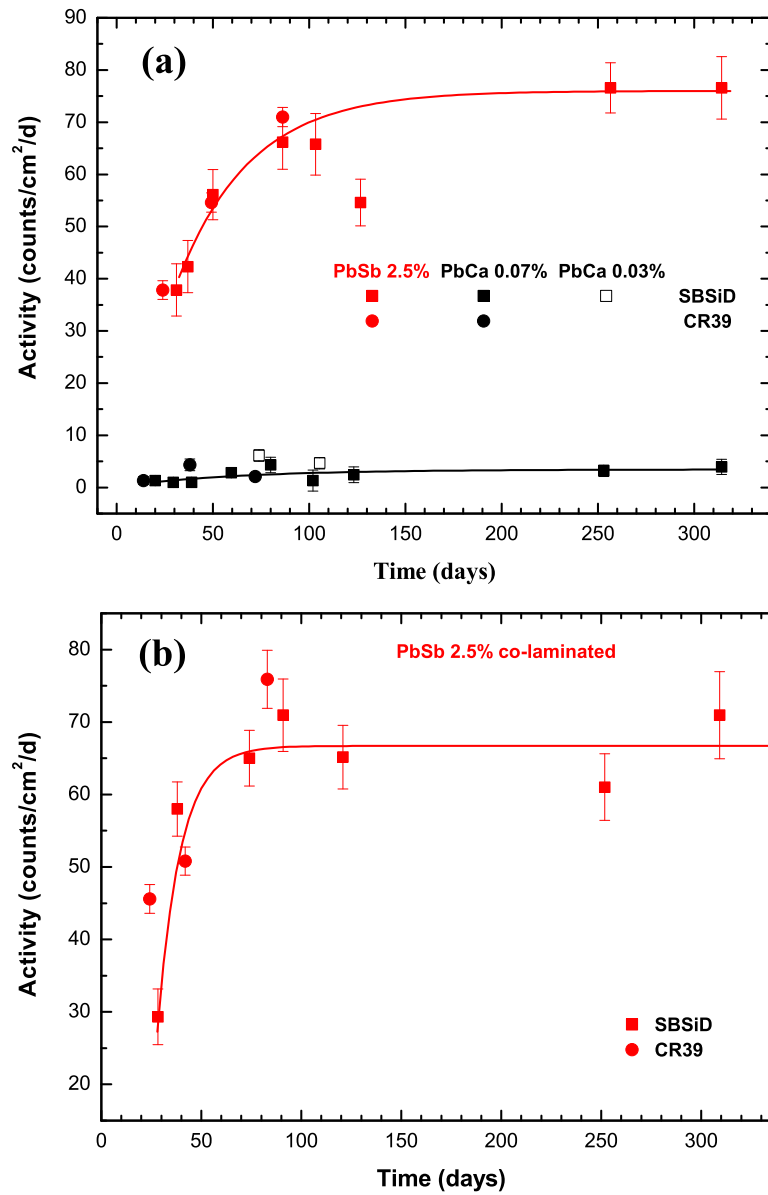 90
80
70
60
50
40
30
20
10
0
Activity (counts/cm²/d)
(a)
PbSb 2.5% PbCa 0.07% PbCa 0.03%
SBSiD
CR39
0 50 100 150 200 250 300
Time (days)
80
70
60
50
40
30
20
Activity (counts/cm²/d)
(b)
PbSb 2.5% co-laminated
SBSiD
CR39
0 50 100 150 200 250 300
Time (days)